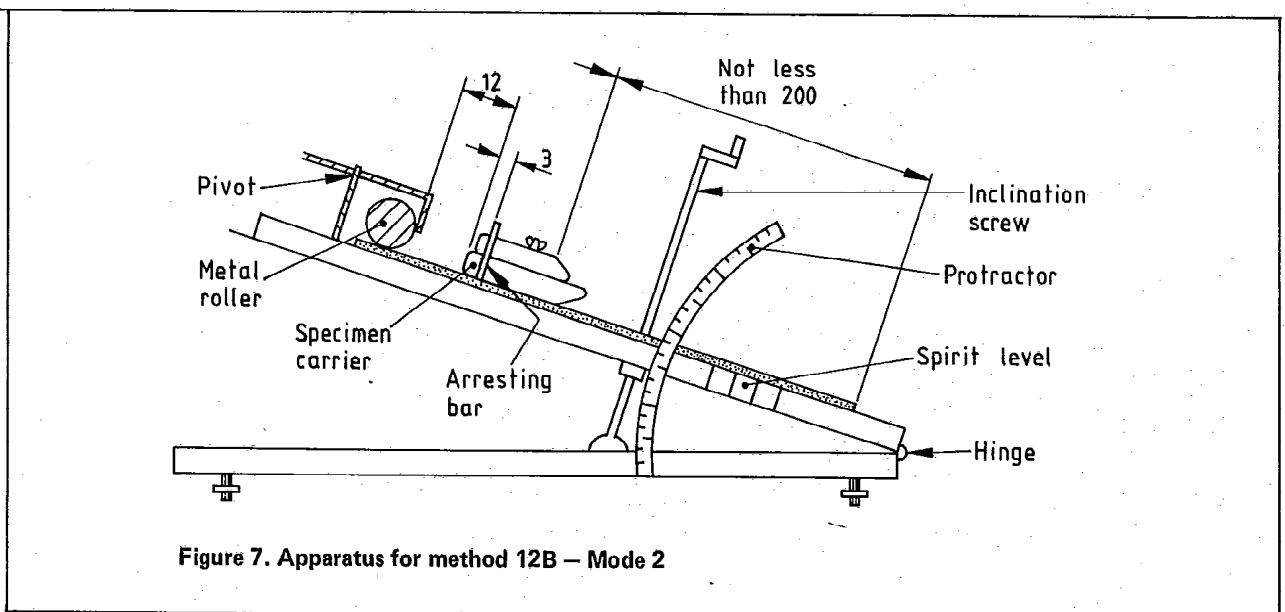 Not less
than 200
12
3
Pivot
Inclination
screw
Metal
roller
Protractor
Specimen
carrier
Spirit level
Arresting
bar
Hinge
Figure 7. Apparatus for method 12B — Mode 2